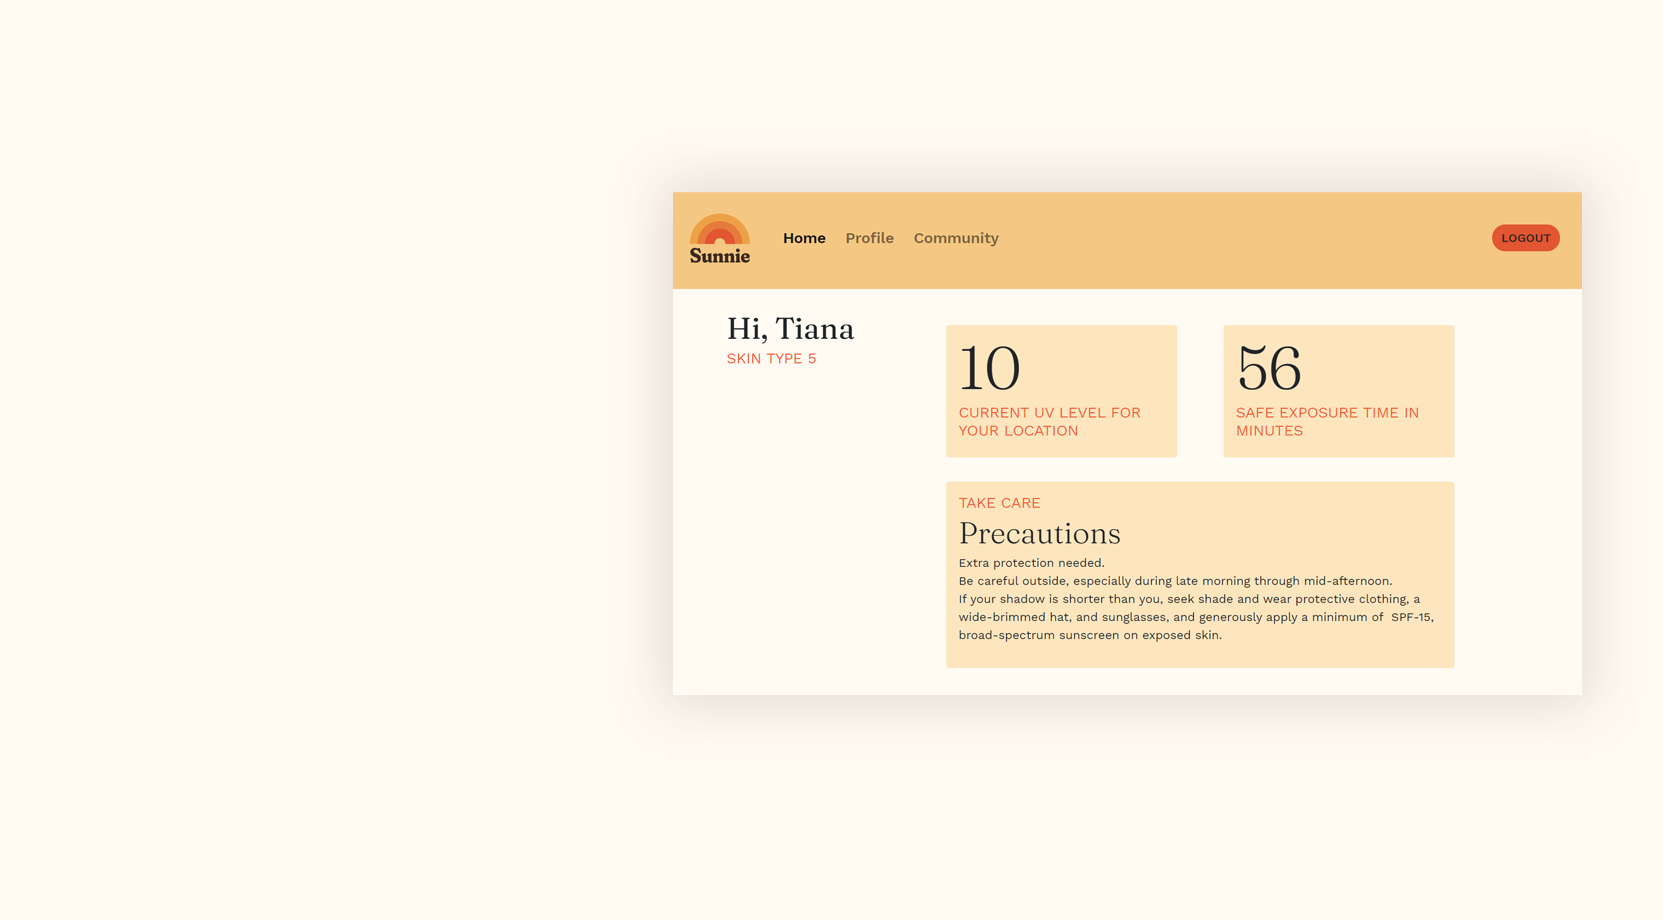 Sunnie
Home Profile Community
LOGOUT
Hi, Tiana
SKIN TYPE 5
10
CURRENT UV LEVEL FOR
YOUR LOCATION
56
SAFE EXPOSURE TIME IN
MINUTES
TAKE CARE
Precautions
Extra protection needed.
Be careful outside, especially during late morning through mid-afternoon.
If your shadow is shorter than you, seek shade and wear protective clothing, a
wide-brimmed hat, and sunglasses, and generously apply a minimum of  SPF-15,
broad-spectrum sunscreen on exposed skin.